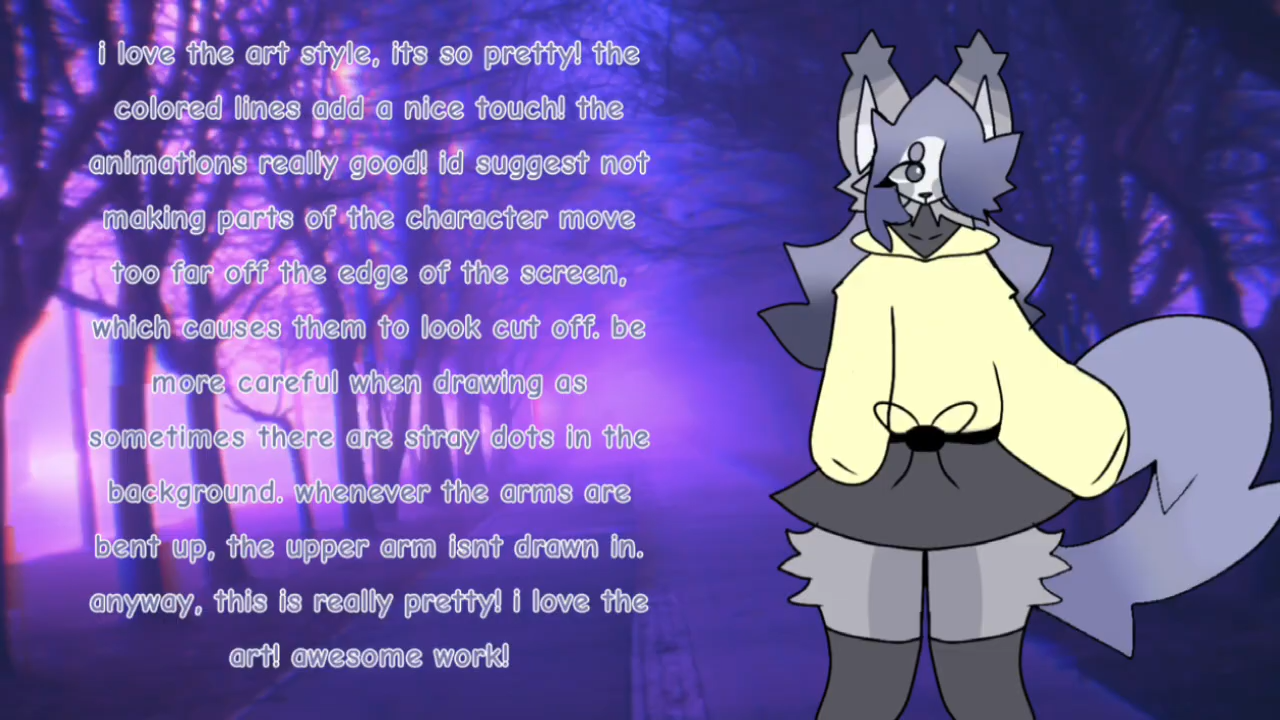 i love the art style, its so pretty! the
colored lines add a nice touch! the
animations really good! id suggest not
making parts of the character move
too far off the edge of the screen,
which causes them to look cut off. be
more careful when drawing as
sometimes there are stray dots in the
background. whenever the arms are
bent up, the upper arm isnt drawn in.
anyway, this is really pretty! i love the
art! awesome work!